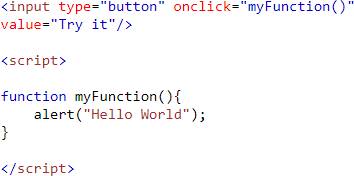 <input type="button" onclick="myFunction()"
value="Try it"/>
<script>
function myFunction(){
alert("Hello World");
}
</script>